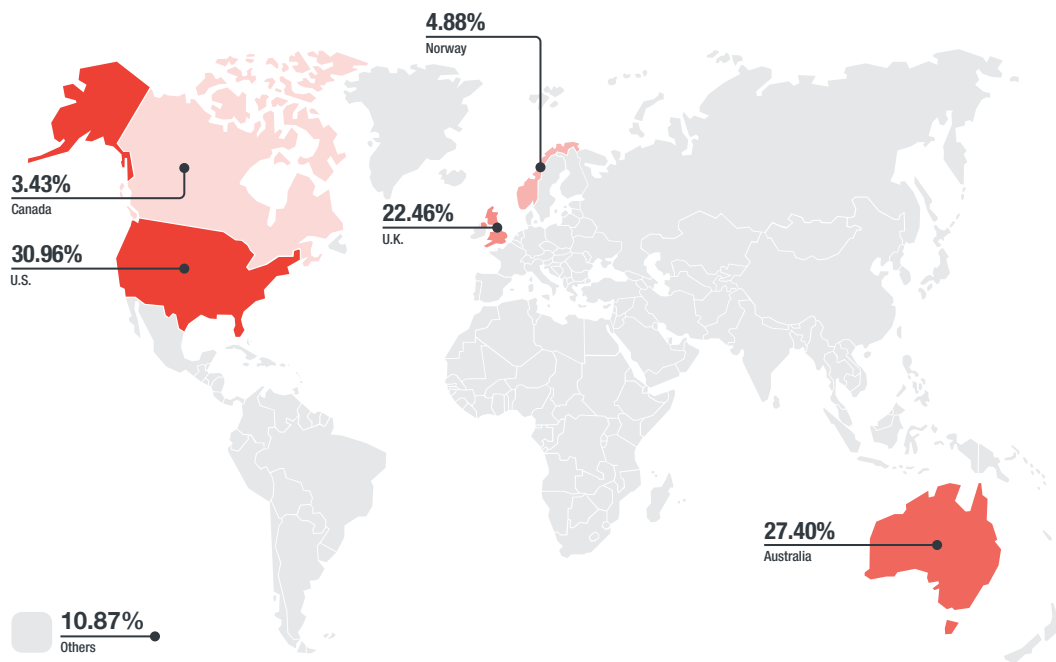 4.88%
Norway
3.43%
Canada
22.46%
U.K.
30.96%
U.S.
27.40%
Australia
10.87%
Others